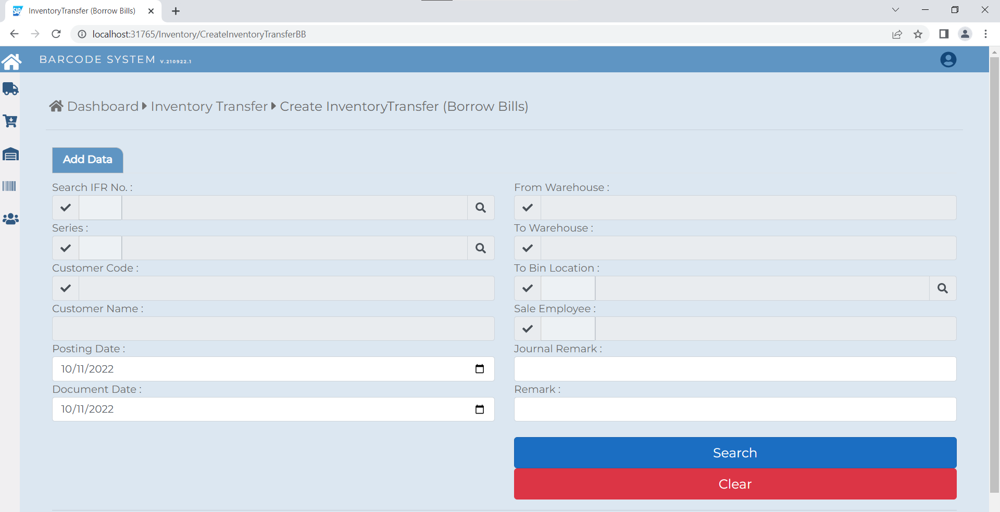 SAP
InventoryTransfer (Borrow Bills)
localhost:31765/Inventory/CreateInventoryTransferBB
BARCODE SYSTEM V.210922.1
Dashboard Inventory Transfer Create InventoryTransfer (Borrow Bills)
Add Data
Search IFR No. :
From Warehouse :
Series :
To Warehouse :
Customer Code :
To Bin Location :
Customer Name :
Sale Employee :
Posting Date :
Journal Remark :
10/11/2022
Document Date :
Remark :
10/11/2022
Search
Clear